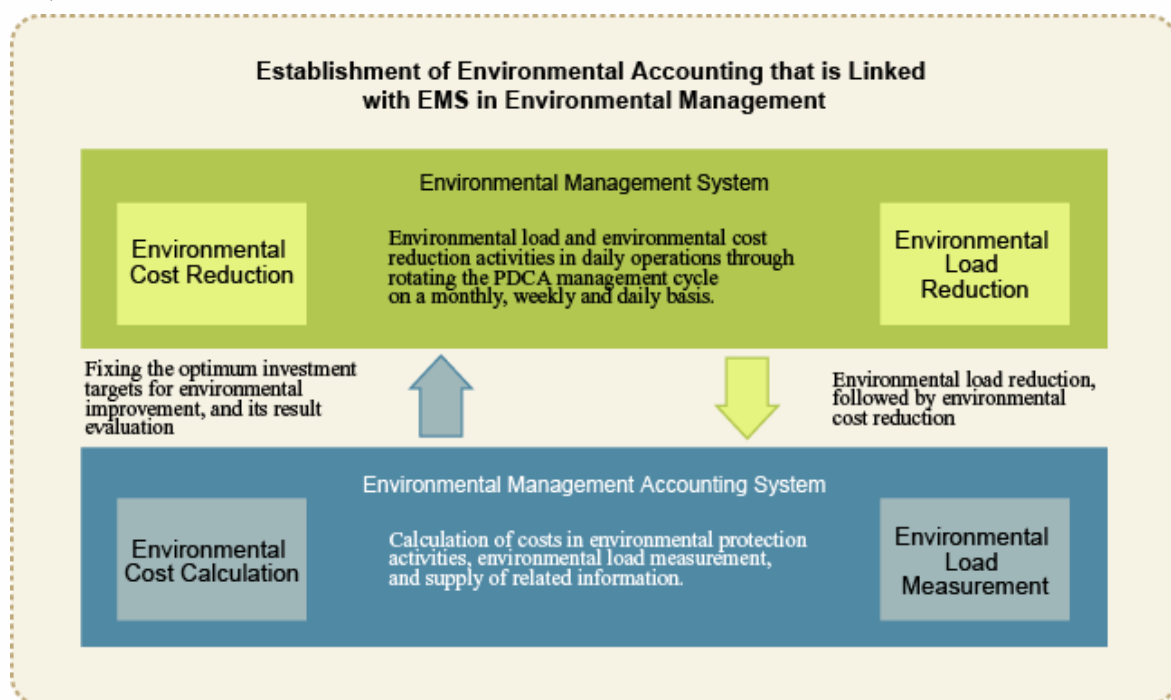 Establishment of Environmental Accounting that is Linked
with EMS in Environmental Management
Environmental Management System
Environmental
Cost Reduction
Environmental load and environmental cost
reduction activities in daily operations through
rotating the PDCA management cycle
on a monthly, weekly and daily basis.
Environmental
Load
Reduction
Fixing the optimum investment
targets for environmental
improvement, and its result
evaluation
Environmental load reduction,
followed by environmental
cost reduction
Environmental Management Accounting System
Environmental
Cost Calculation
Calculation of costs in environmental protection
activities, environmental load measurement,
and supply of related information.
Environmental
Load
Measurement